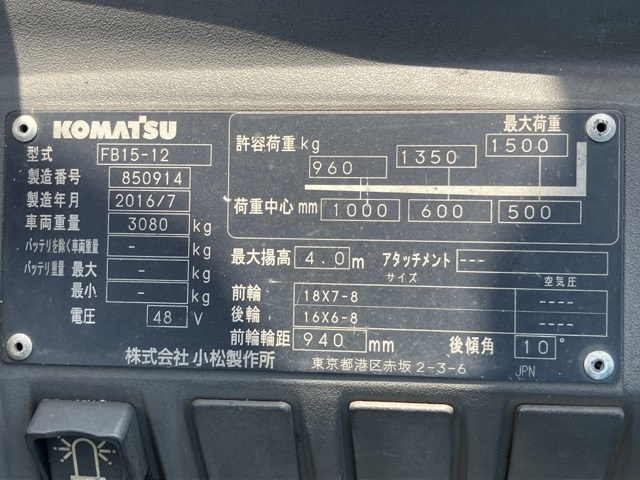 KOMATSU
型式 FB15-12
製造番号 850914
製造年月 2016/7
車両重量 3080 kg
バッテリを除く車両重量 - kg
バッテリ重量 最大 - kg
最小 - kg
電圧 48 V
許容荷重 kg
最大荷重
960 1350 1500
荷重中心 mm 1000 600 500
最大揚高 4.0 m アタッチメント ---
サイズ 空気圧
前輪 18X7-8 ----
後輪 16X6-8 ----
前輪輪距 940 mm 後傾角 10°
株式会社 小松製作所 東京都港区赤坂 2-3-6 JPN